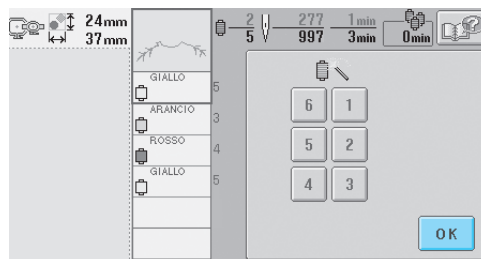 24mm
37mm
2 277 1min
5 997 3min 0min
GIALLO
5
ARANCIO
3
ROSSO
4
GIALLO
5
6 1
5 2
4 3
OK